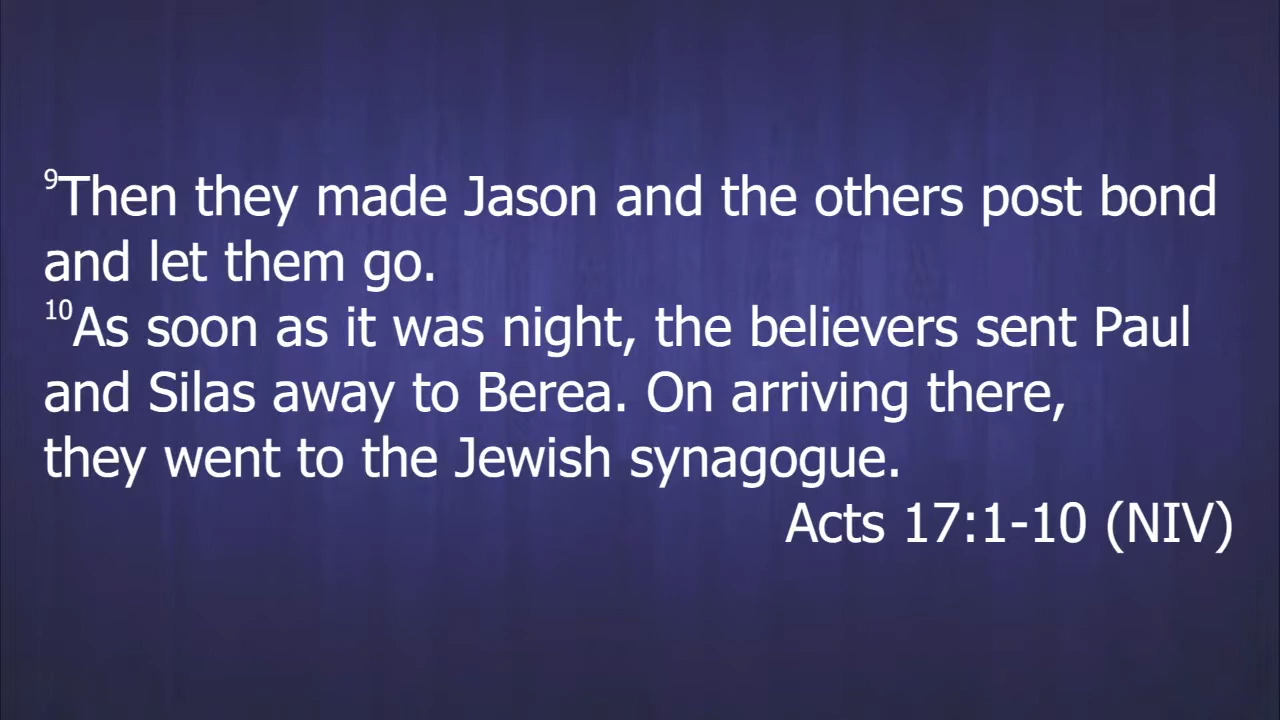 ⁹Then they made Jason and the others post bond
and let them go.
¹⁰As soon as it was night, the believers sent Paul
and Silas away to Berea. On arriving there,
they went to the Jewish synagogue.
Acts 17:1-10 (NIV)